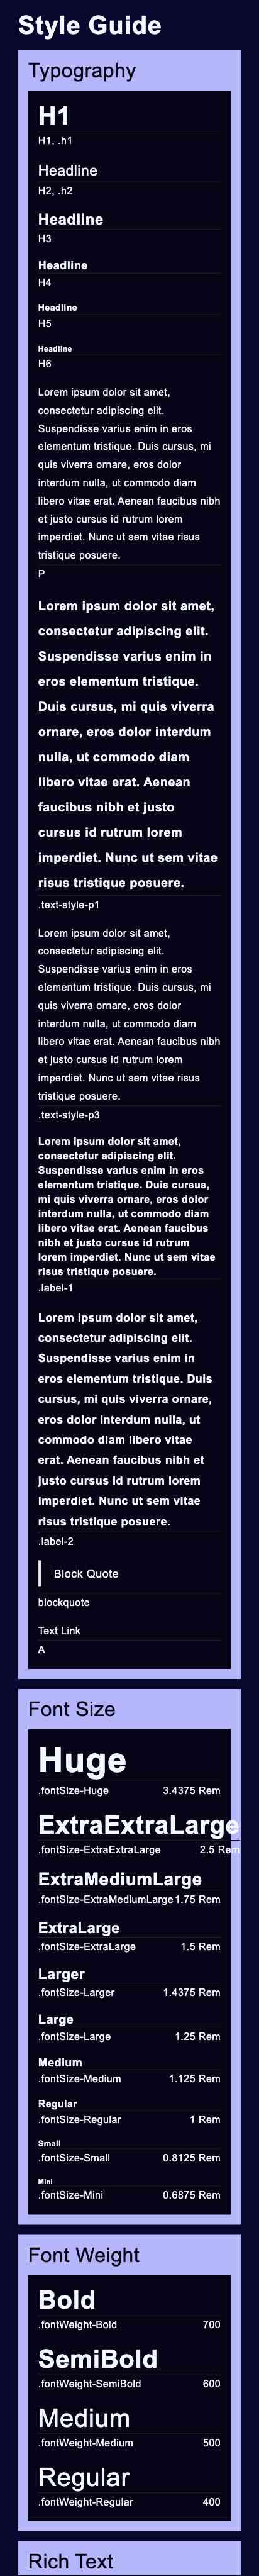 Style Guide
Typography
H1
H1, .h1
Headline
H2, .h2
Headline
H3
Headline
H4
Headline
H5
Headline
H6
Lorem ipsum dolor sit amet,
consectetur adipiscing elit.
Suspendisse varius enim in eros
elementum tristique. Duis cursus, mi
quis viverra ornare, eros dolor
interdum nulla, ut commodo diam
libero vitae erat. Aenean faucibus nibh
et justo cursus id rutrum lorem
imperdiet. Nunc ut sem vitae risus
tristique posuere.
P
Lorem ipsum dolor sit amet,
consectetur adipiscing elit.
Suspendisse varius enim in
eros elementum tristique.
Duis cursus, mi quis viverra
ornare, eros dolor interdum
nulla, ut commodo diam
libero vitae erat. Aenean
faucibus nibh et justo
cursus id rutrum lorem
imperdiet. Nunc ut sem vitae
risus tristique posuere.
.text-style-p1
Lorem ipsum dolor sit amet,
consectetur adipiscing elit.
Suspendisse varius enim in eros
elementum tristique. Duis cursus, mi
quis viverra ornare, eros dolor
interdum nulla, ut commodo diam
libero vitae erat. Aenean faucibus nibh
et justo cursus id rutrum lorem
imperdiet. Nunc ut sem vitae risus
tristique posuere.
.text-style-p3
Lorem ipsum dolor sit amet,
consectetur adipiscing elit.
Suspendisse varius enim in eros
elementum tristique. Duis cursus,
mi quis viverra ornare, eros dolor
interdum nulla, ut commodo diam
libero vitae erat. Aenean faucibus
nibh et justo cursus id rutrum
lorem imperdiet. Nunc ut sem vitae
risus tristique posuere.
.label-1
Lorem ipsum dolor sit amet,
consectetur adipiscing elit.
Suspendisse varius enim in
eros elementum tristique. Duis
cursus, mi quis viverra ornare,
eros dolor interdum nulla, ut
commodo diam libero vitae
erat. Aenean faucibus nibh et
justo cursus id rutrum lorem
imperdiet. Nunc ut sem vitae
risus tristique posuere.
.label-2
Block Quote
blockquote
Text Link
A
Font Size
Huge
.fontSize-Huge 3.4375 Rem
ExtraExtraLarge
.fontSize-ExtraExtraLarge 2.5 Rem
ExtraMediumLarge
.fontSize-ExtraMediumLarge 1.75 Rem
ExtraLarge
.fontSize-ExtraLarge 1.5 Rem
Larger
.fontSize-Larger 1.4375 Rem
Large
.fontSize-Large 1.25 Rem
Medium
.fontSize-Medium 1.125 Rem
Regular
.fontSize-Regular 1 Rem
Small
.fontSize-Small 0.8125 Rem
Mini
.fontSize-Mini 0.6875 Rem
Font Weight
Bold
.fontWeight-Bold 700
SemiBold
.fontWeight-SemiBold 600
Medium
.fontWeight-Medium 500
Regular
.fontWeight-Regular 400
Rich Text